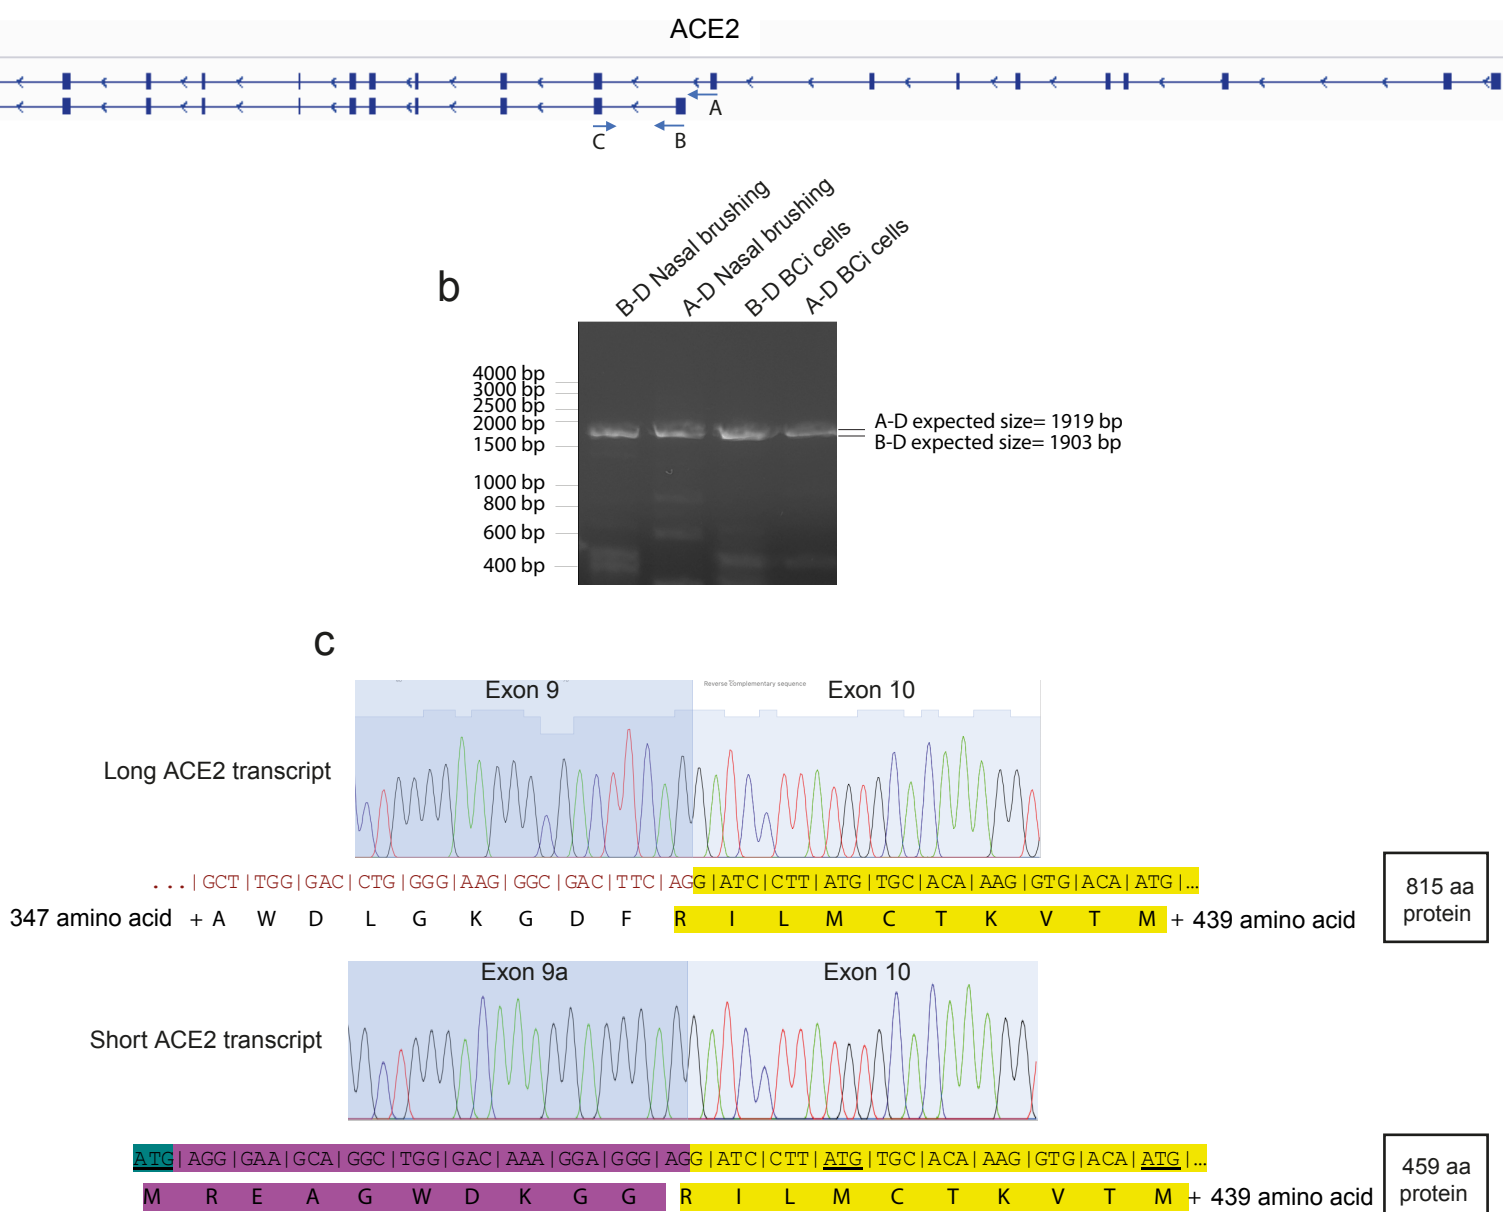 ACE2
A
C
B
B-D Nasal brushing
A-D Nasal brushing
B-D BCi cells
A-D BCi cells
b
4000 bp
3000 bp
2500 bp
2000 bp
1500 bp
1000 bp
800 bp
600 bp
400 bp
A-D expected size= 1919 bp
B-D expected size= 1903 bp
c
Exon 9
Reverse complementary sequence
Exon 10
Long ACE2 transcript
...|GCT|TGG|GAC|CTG|GGG|AAG|GGC|GAC|TTC|AGG|ATC|CTT|ATG|TGC|ACA|AAG|GTG|ACA|ATG|...
347 amino acid + A W D L G K G D F R I L M C T K V T M + 439 amino acid
815 aa
protein
Exon 9a
Exon 10
Short ACE2 transcript
ATG|AGG|GAA|GCA|GGC|TGG|GAC|AAA|GGA|GGG|AGG|ATC|CTT|ATG|TGC|ACA|AAG|GTG|ACA|ATG|...
M R E A G W D K G G R I L M C T K V T M + 439 amino acid
459 aa
protein